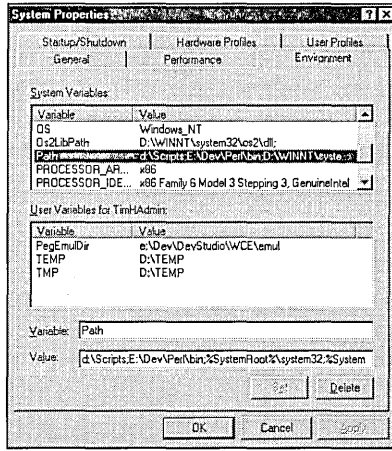 System Properties
Startup/Shutdown Hardware Profiles User Profiles
General Performance Environment
System Variables:
Variable Value
OS Windows_NT
Os2LibPath D:\WINNT\system32\os2\dll;
Path d:\Scripts;E:\Dev\Perl\bin;D:\WINNT\syste...
PROCESSOR_AR... x86
PROCESSOR_IDE... x86 Family 6 Model 3 Stepping 3, GenuineIntel
User Variables for TimHAdmin:
Variable Value
PegEmulDir e:\Dev\DevStudio\WCE\emul
TEMP D:\TEMP
TMP D:\TEMP
Variable: Path
Value: d:\Scripts;E:\Dev\Perl\bin;%SystemRoot%\system32;%System
Set Delete
OK Cancel Apply